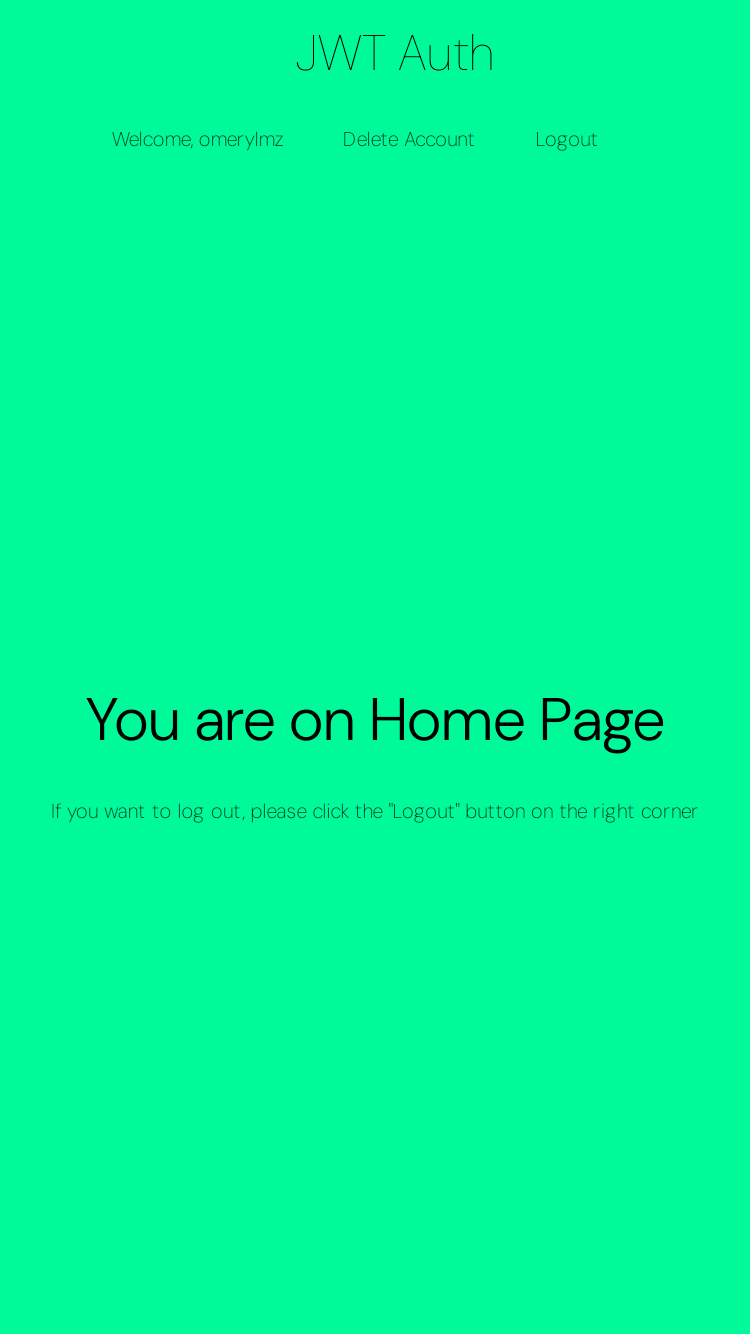 JWT Auth
Welcome, omerylmz Delete Account Logout
You are on Home Page
If you want to log out, please click the "Logout" button on the right corner